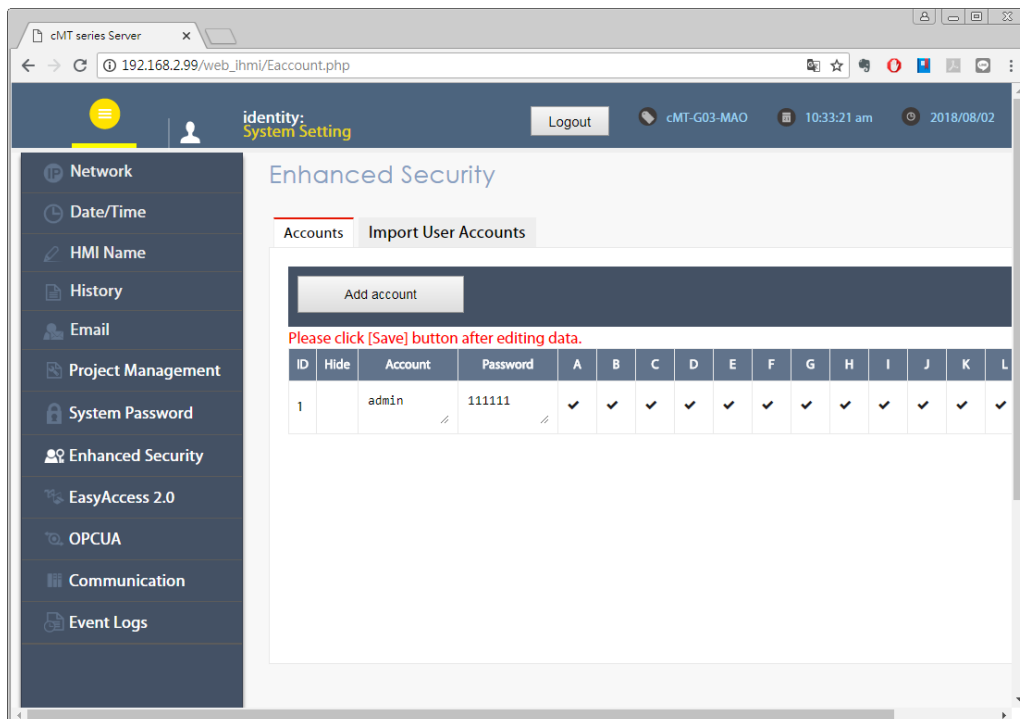 cMT series Server
192.168.2.99/web_ihmi/Eaccount.php
identity:
System Setting
Logout
cMT-G03-MAO
10:33:21 am
2018/08/02
Network
Date/Time
HMI Name
History
Email
Project Management
System Password
Enhanced Security
EasyAccess 2.0
OPCUA
Communication
Event Logs
Enhanced Security
Accounts Import User Accounts
Add account
Please click [Save] button after editing data.
ID Hide Account Password A B C D E F G H I J K L
1 admin 111111